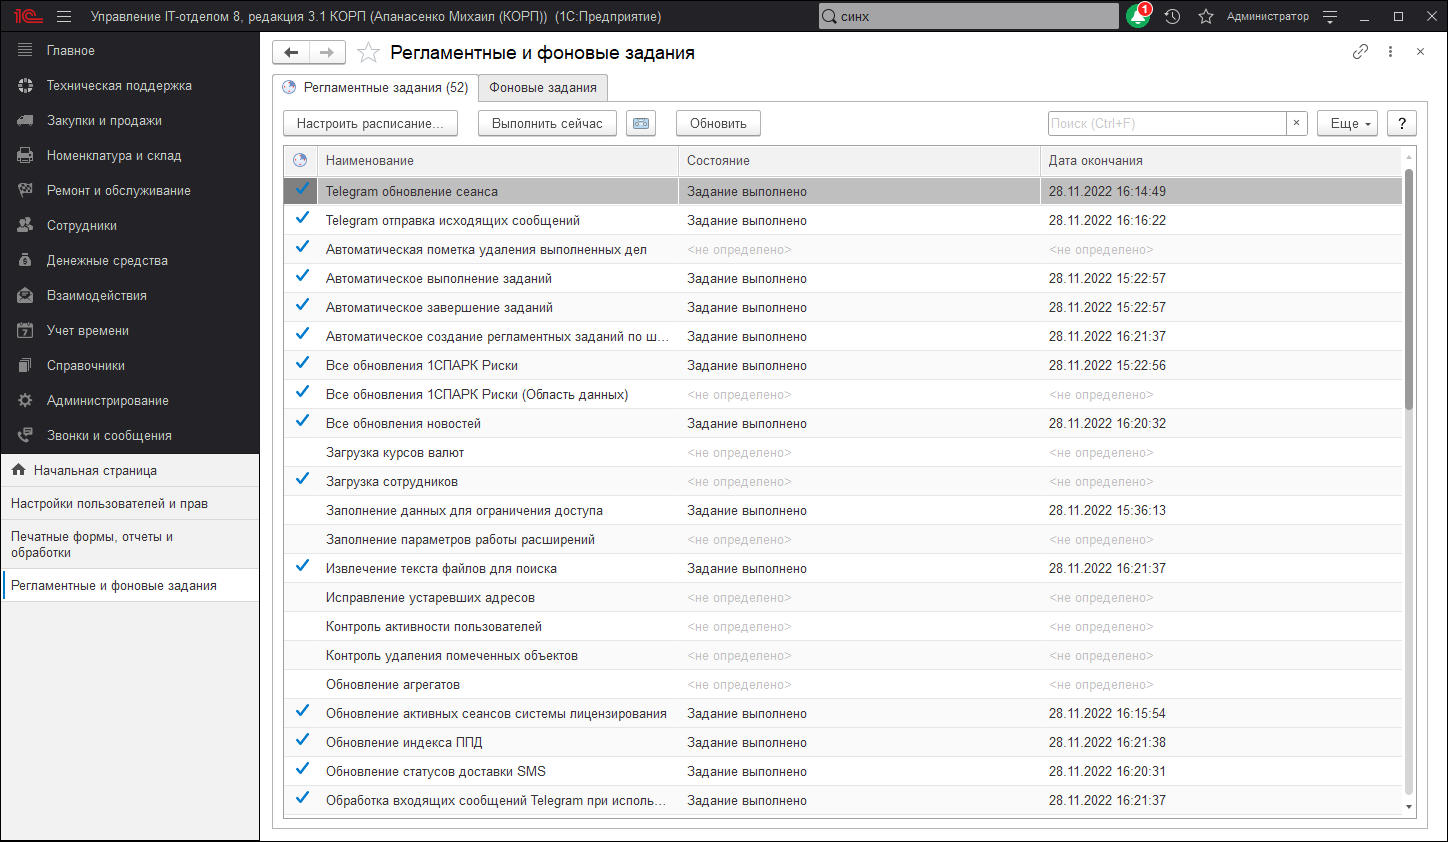 1С Управление IT-отделом 8, редакция 3.1 КОРП (Апанасенко Михаил (КОРП)) (1С:Предприятие) синх 1 Администратор
Главное
Техническая поддержка
Закупки и продажи
Номенклатура и склад
Ремонт и обслуживание
Сотрудники
Денежные средства
Взаимодействия
Учет времени
Справочники
Администрирование
Звонки и сообщения
Начальная страница
Настройки пользователей и прав
Печатные формы, отчеты и
обработки
Регламентные и фоновые задания
Регламентные и фоновые задания
Регламентные задания (52) Фоновые задания
Настроить расписание... Выполнить сейчас Обновить Поиск (Ctrl+F) × Еще ?
Наименование Состояние Дата окончания
Telegram обновление сеанса Задание выполнено 28.11.2022 16:14:49
Telegram отправка исходящих сообщений Задание выполнено 28.11.2022 16:16:22
Автоматическая пометка удаления выполненных дел <не определено> <не определено>
Автоматическое выполнение заданий Задание выполнено 28.11.2022 15:22:57
Автоматическое завершение заданий Задание выполнено 28.11.2022 15:22:57
Автоматическое создание регламентных заданий по ш... Задание выполнено 28.11.2022 16:21:37
Все обновления 1СПАРК Риски Задание выполнено 28.11.2022 15:22:56
Все обновления 1СПАРК Риски (Область данных) <не определено> <не определено>
Все обновления новостей Задание выполнено 28.11.2022 16:20:32
Загрузка курсов валют <не определено> <не определено>
Загрузка сотрудников <не определено> <не определено>
Заполнение данных для ограничения доступа Задание выполнено 28.11.2022 15:36:13
Заполнение параметров работы расширений <не определено> <не определено>
Извлечение текста файлов для поиска Задание выполнено 28.11.2022 16:21:37
Исправление устаревших адресов <не определено> <не определено>
Контроль активности пользователей <не определено> <не определено>
Контроль удаления помеченных объектов <не определено> <не определено>
Обновление агрегатов <не определено> <не определено>
Обновление активных сеансов системы лицензирования Задание выполнено 28.11.2022 16:15:54
Обновление индекса ППД Задание выполнено 28.11.2022 16:21:38
Обновление статусов доставки SMS Задание выполнено 28.11.2022 16:20:31
Обработка входящих сообщений Telegram при исполь... Задание выполнено 28.11.2022 16:21:37